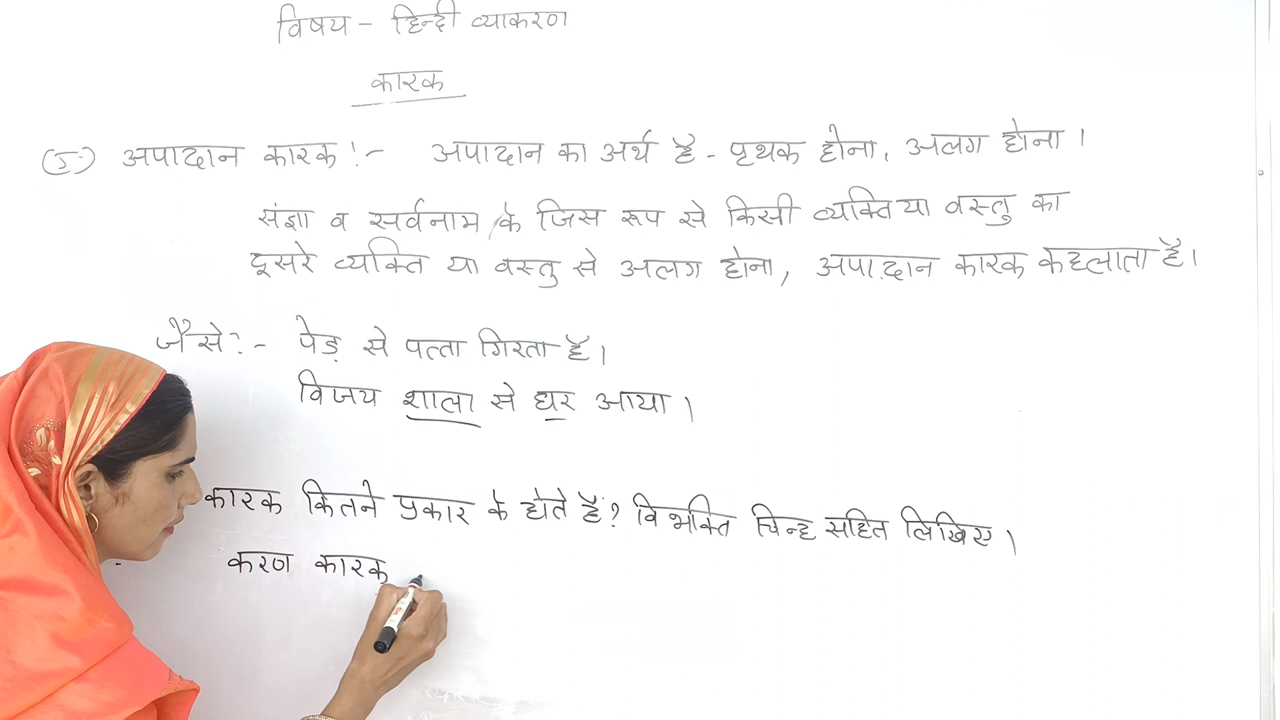 विषय - हिन्दी व्याकरण
कारक
(5.) अपादान कारक :- अपादान का अर्थ है - पृथक होना, अलग होना।
संज्ञा व सर्वनाम के जिस रूप से किसी व्यक्ति या वस्तु का
दूसरे व्यक्ति या वस्तु से अलग होना, अपादान कारक कहलाता है।
जैसे :- पेड़ से पत्ता गिरता है।
विजय शाला से घर आया।
कारक कितने प्रकार के होते हैं? विभक्ति चिन्ह सहित लिखिए।
करण कारक